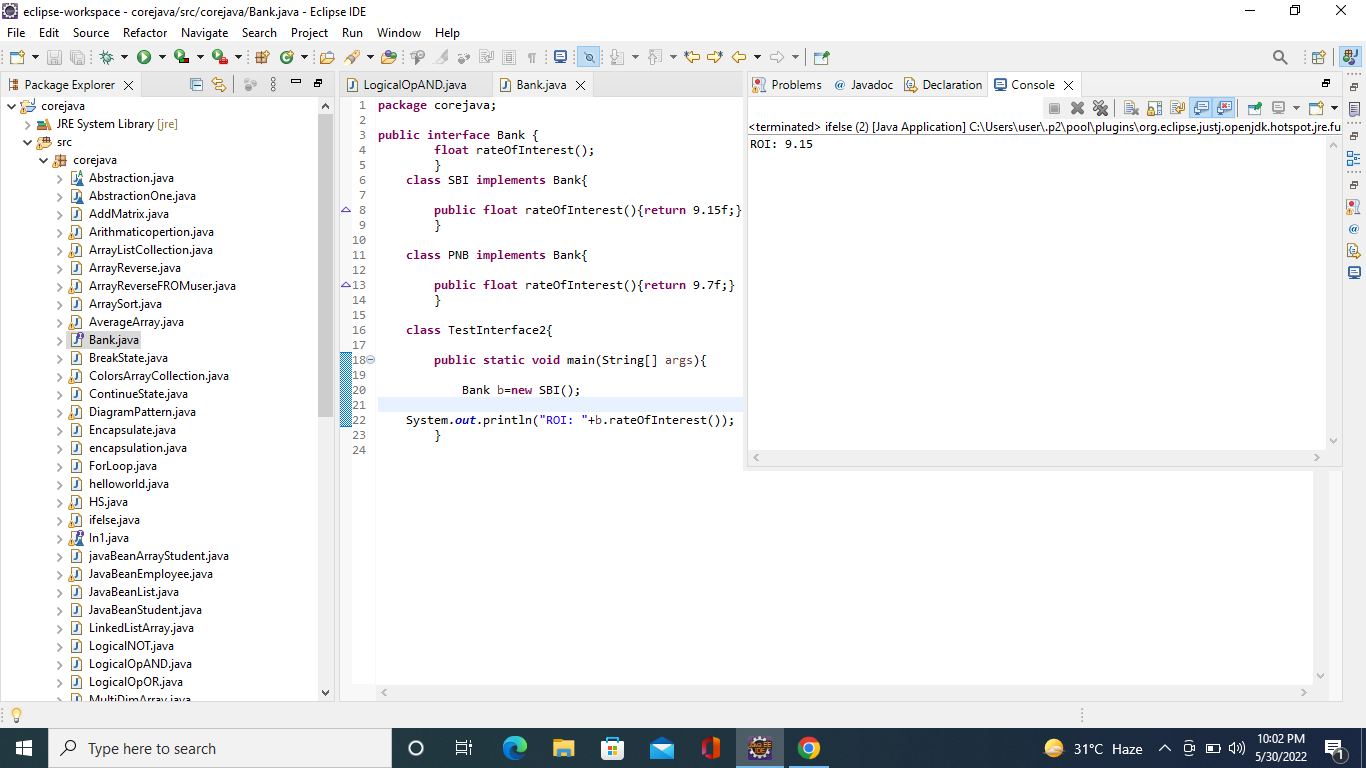 eclipse-workspace - corejava/src/corejava/Bank.java - Eclipse IDE
File Edit Source Refactor Navigate Search Project Run Window Help
Package Explorer
corejava
JRE System Library [jre]
src
corejava
Abstraction.java
AbstractionOne.java
AddMatrix.java
Arithmaticopertion.java
ArrayListCollection.java
ArrayReverse.java
ArrayReverseFROMuser.java
ArraySort.java
AverageArray.java
Bank.java
BreakState.java
ColorsArrayCollection.java
ContinueState.java
DiagramPattern.java
Encapsulate.java
encapsulation.java
ForLoop.java
helloworld.java
HS.java
ifelse.java
In1.java
javaBeanArrayStudent.java
JavaBeanEmployee.java
JavaBeanList.java
JavaBeanStudent.java
LinkedListArray.java
LogicalNOT.java
LogicalOpAND.java
LogicalOpOR.java
MultiDimArray.java
LogicalOpAND.java Bank.java
1 package corejava;
2
3 public interface Bank {
4 float rateOfInterest();
5 }
6 class SBI implements Bank{
7
8 public float rateOfInterest(){return 9.15f;}
9 }
10
11 class PNB implements Bank{
12
13 public float rateOfInterest(){return 9.7f;}
14 }
15
16 class TestInterface2{
17
18 public static void main(String[] args){
19
20 Bank b=new SBI();
21
22 System.out.println("ROI: "+b.rateOfInterest());
23 }
24
Problems @ Javadoc Declaration Console
<terminated> ifelse (2) [Java Application] C:\Users\user\.p2\pool\plugins\org.eclipse.justj.openjdk.hotspot.jre.fu
ROI: 9.15
Type here to search
31°C Haze
10:02 PM
5/30/2022
1